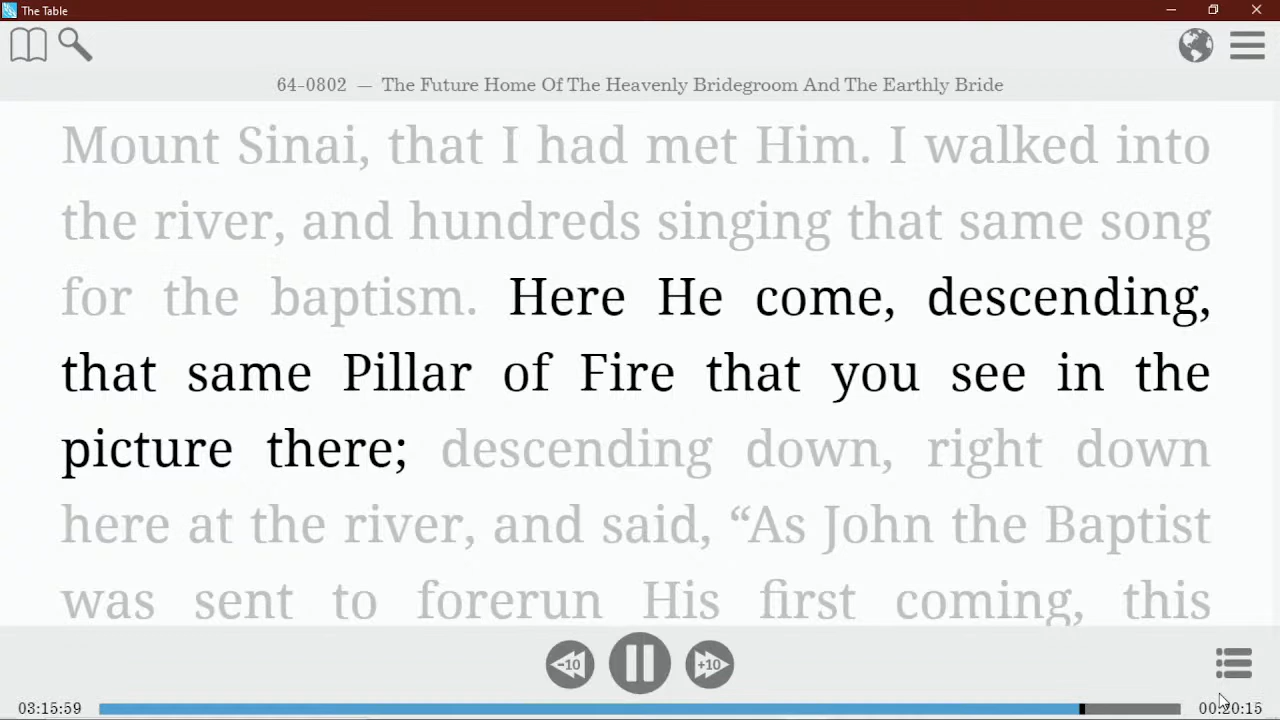 The Table
64-0802 — The Future Home Of The Heavenly Bridegroom And The Earthly Bride
Mount Sinai, that I had met Him. I walked into
the river, and hundreds singing that same song
for the baptism. Here He come, descending,
that same Pillar of Fire that you see in the
picture there; descending down, right down
here at the river, and said, “As John the Baptist
was sent to forerun His first coming, this
-10
+10
03:15:59
00:20:15